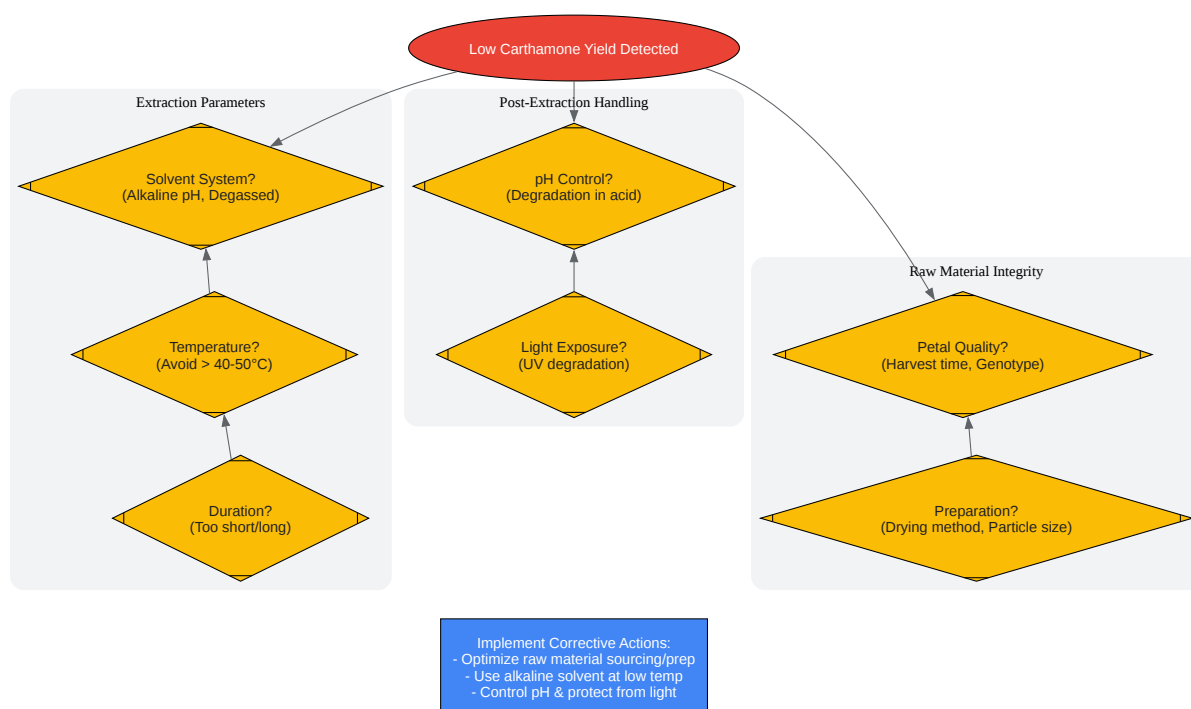 Low Carthamone Yield Detected
Extraction Parameters
Solvent System?
(Alkaline pH, Degassed)
Temperature?
(Avoid > 40-50°C)
Duration?
(Too short/long)
Post-Extraction Handling
pH Control?
(Degradation in acid)
Light Exposure?
(UV degradation)
Raw Material Integrity
Petal Quality?
(Harvest time, Genotype)
Preparation?
(Drying method, Particle size)
Implement Corrective Actions:
- Optimize raw material sourcing/prep
- Use alkaline solvent at low temp
- Control pH & protect from light